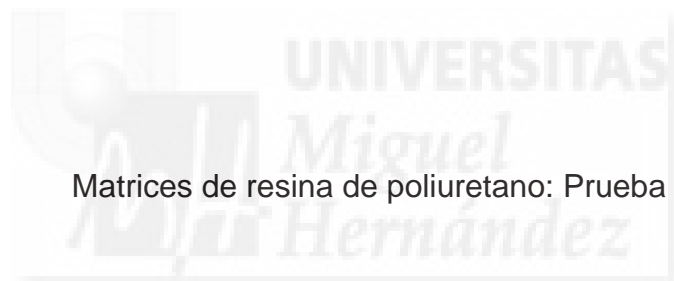 UNIVERSITAS
Miguel
Matrices de resina de poliuretano: Prueba
Hernández